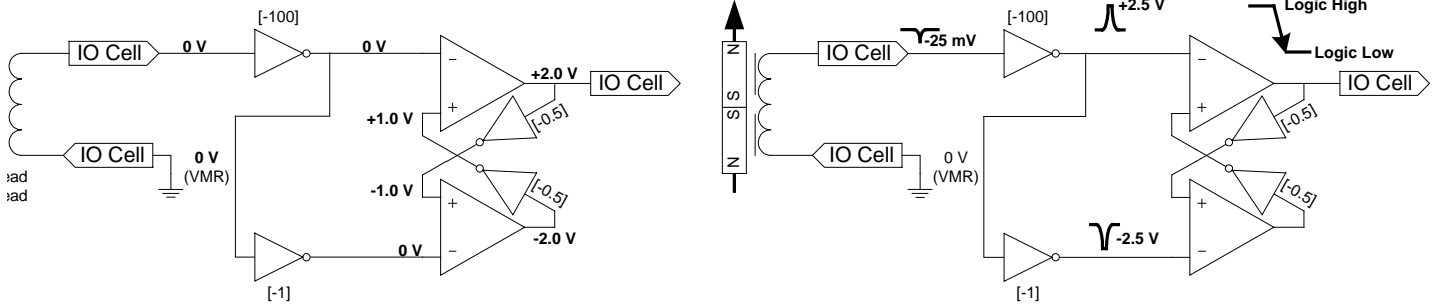 [-100]
IO Cell
0 V
0 V
−
+2.0 V
IO Cell
+
+1.0 V
[-0.5]
IO Cell
0 V
(VMR)
ead
ead
-1.0 V
[-0.5]
+
-2.0 V
0 V
−
[-1]
[-100]
+2.5 V
Logic High
N
IO Cell
-25 mV
−
Logic Low
IO Cell
S
+
[-0.5]
S
IO Cell
0 V
(VMR)
N
[-0.5]
+
-2.5 V
−
[-1]